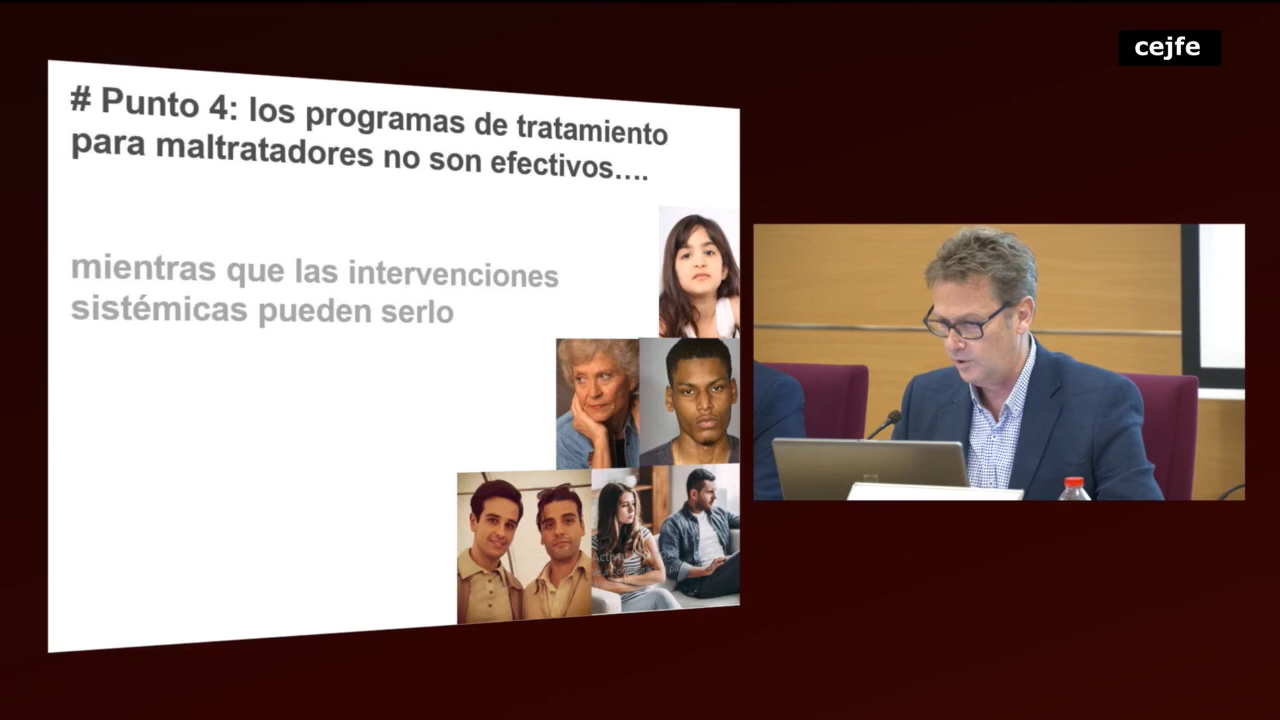 cejfe
# Punto 4: los programas de tratamiento
para maltratadores no son efectivos….
mientras que las intervenciones
sistémicas pueden serlo